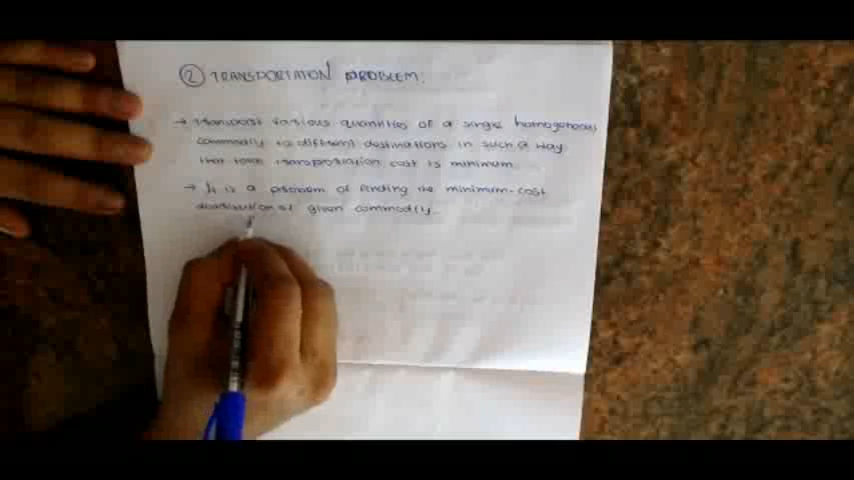 ② TRANSPORTATION PROBLEM.
→ Transport various quantities of a single homogeneous
commodity to different destinations in such a way
that total transprotation cost is minimum.
→ It is a problem of finding the minimum-cost
distribution of given commodity.